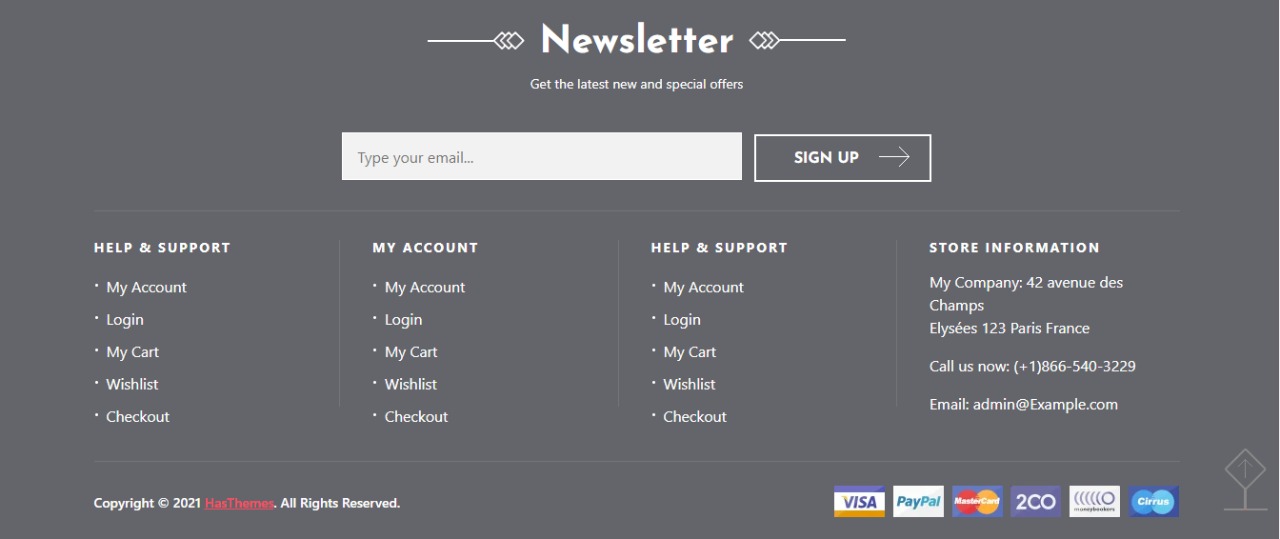 Newsletter
Get the latest new and special offers
Type your email...
SIGN UP
HELP & SUPPORT
My Account
Login
My Cart
Wishlist
Checkout
MY ACCOUNT
My Account
Login
My Cart
Wishlist
Checkout
HELP & SUPPORT
My Account
Login
My Cart
Wishlist
Checkout
STORE INFORMATION
My Company: 42 avenue des
Champs
Elysées 123 Paris France
Call us now: (+1)866-540-3229
Email: admin@Example.com
Copyright © 2021 HasThemes. All Rights Reserved.
VISA
PayPal
MasterCard
2CO
moneybookers
Cirrus